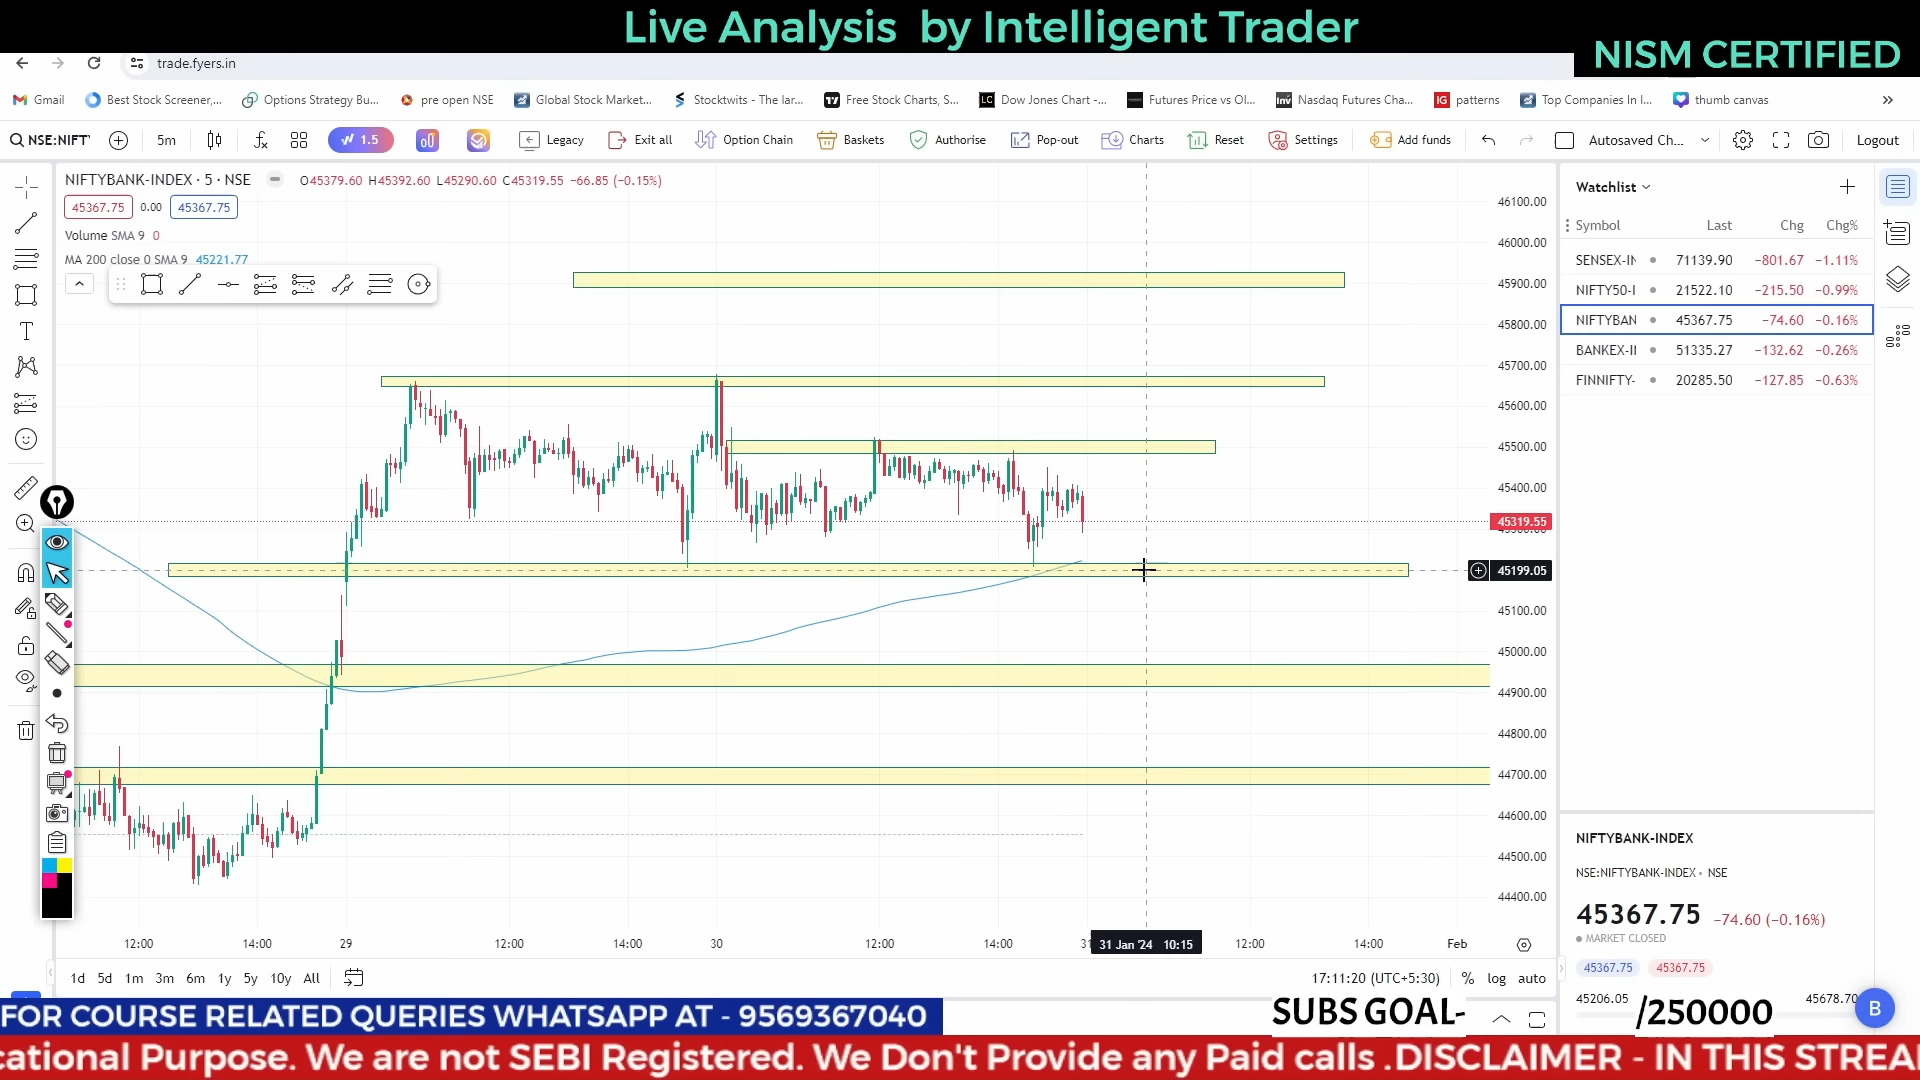 Live Analysis by Intelligent Trader
NISM CERTIFIED
trade.fyers.in
Gmail Best Stock Screener,... Options Strategy Bu... pre open NSE Global Stock Market... Stocktwits - The lar... Free Stock Charts, S... Dow Jones Chart -... Futures Price vs OI... Nasdaq Futures Cha... patterns Top Companies In I... thumb canvas
NSE:NIFTY 5m 1.5 Legacy Exit all Option Chain Baskets Authorise Pop-out Charts Reset Settings Add funds Autosaved Ch... Logout
NIFTYBANK-INDEX · 5 · NSE O45379.60 H45392.60 L45290.60 C45319.55 −66.85 (−0.15%)
45367.75 0.00 45367.75
Volume SMA 9 0
MA 200 close 0 SMA 9 45221.77
46100.00
46000.00
45900.00
45800.00
45700.00
45600.00
45500.00
45400.00
45319.55
45199.05
45100.00
45000.00
44900.00
44800.00
44700.00
44600.00
44500.00
44400.00
12:00 14:00 29 12:00 14:00 30 12:00 14:00 31 31 Jan '24 10:15 12:00 14:00 Feb
1d 5d 1m 3m 6m 1y 5y 10y All 17:11:20 (UTC+5:30) % log auto
Watchlist
Symbol Last Chg Chg%
SENSEX-IN 71139.90 −801.67 −1.11%
NIFTY50-I 21522.10 −215.50 −0.99%
NIFTYBAN 45367.75 −74.60 −0.16%
BANKEX-II 51335.27 −132.62 −0.26%
FINNIFTY- 20285.50 −127.85 −0.63%
NIFTYBANK-INDEX
NSE:NIFTYBANK-INDEX • NSE
45367.75 −74.60 (−0.16%)
MARKET CLOSED
45367.75 45367.75
45206.05 45678.70
B
FOR COURSE RELATED QUERIES WHATSAPP AT - 9569367040
SUBS GOAL- /250000
cational Purpose. We are not SEBI Registered. We Don't Provide any Paid calls .DISCLAIMER - IN THIS STREA